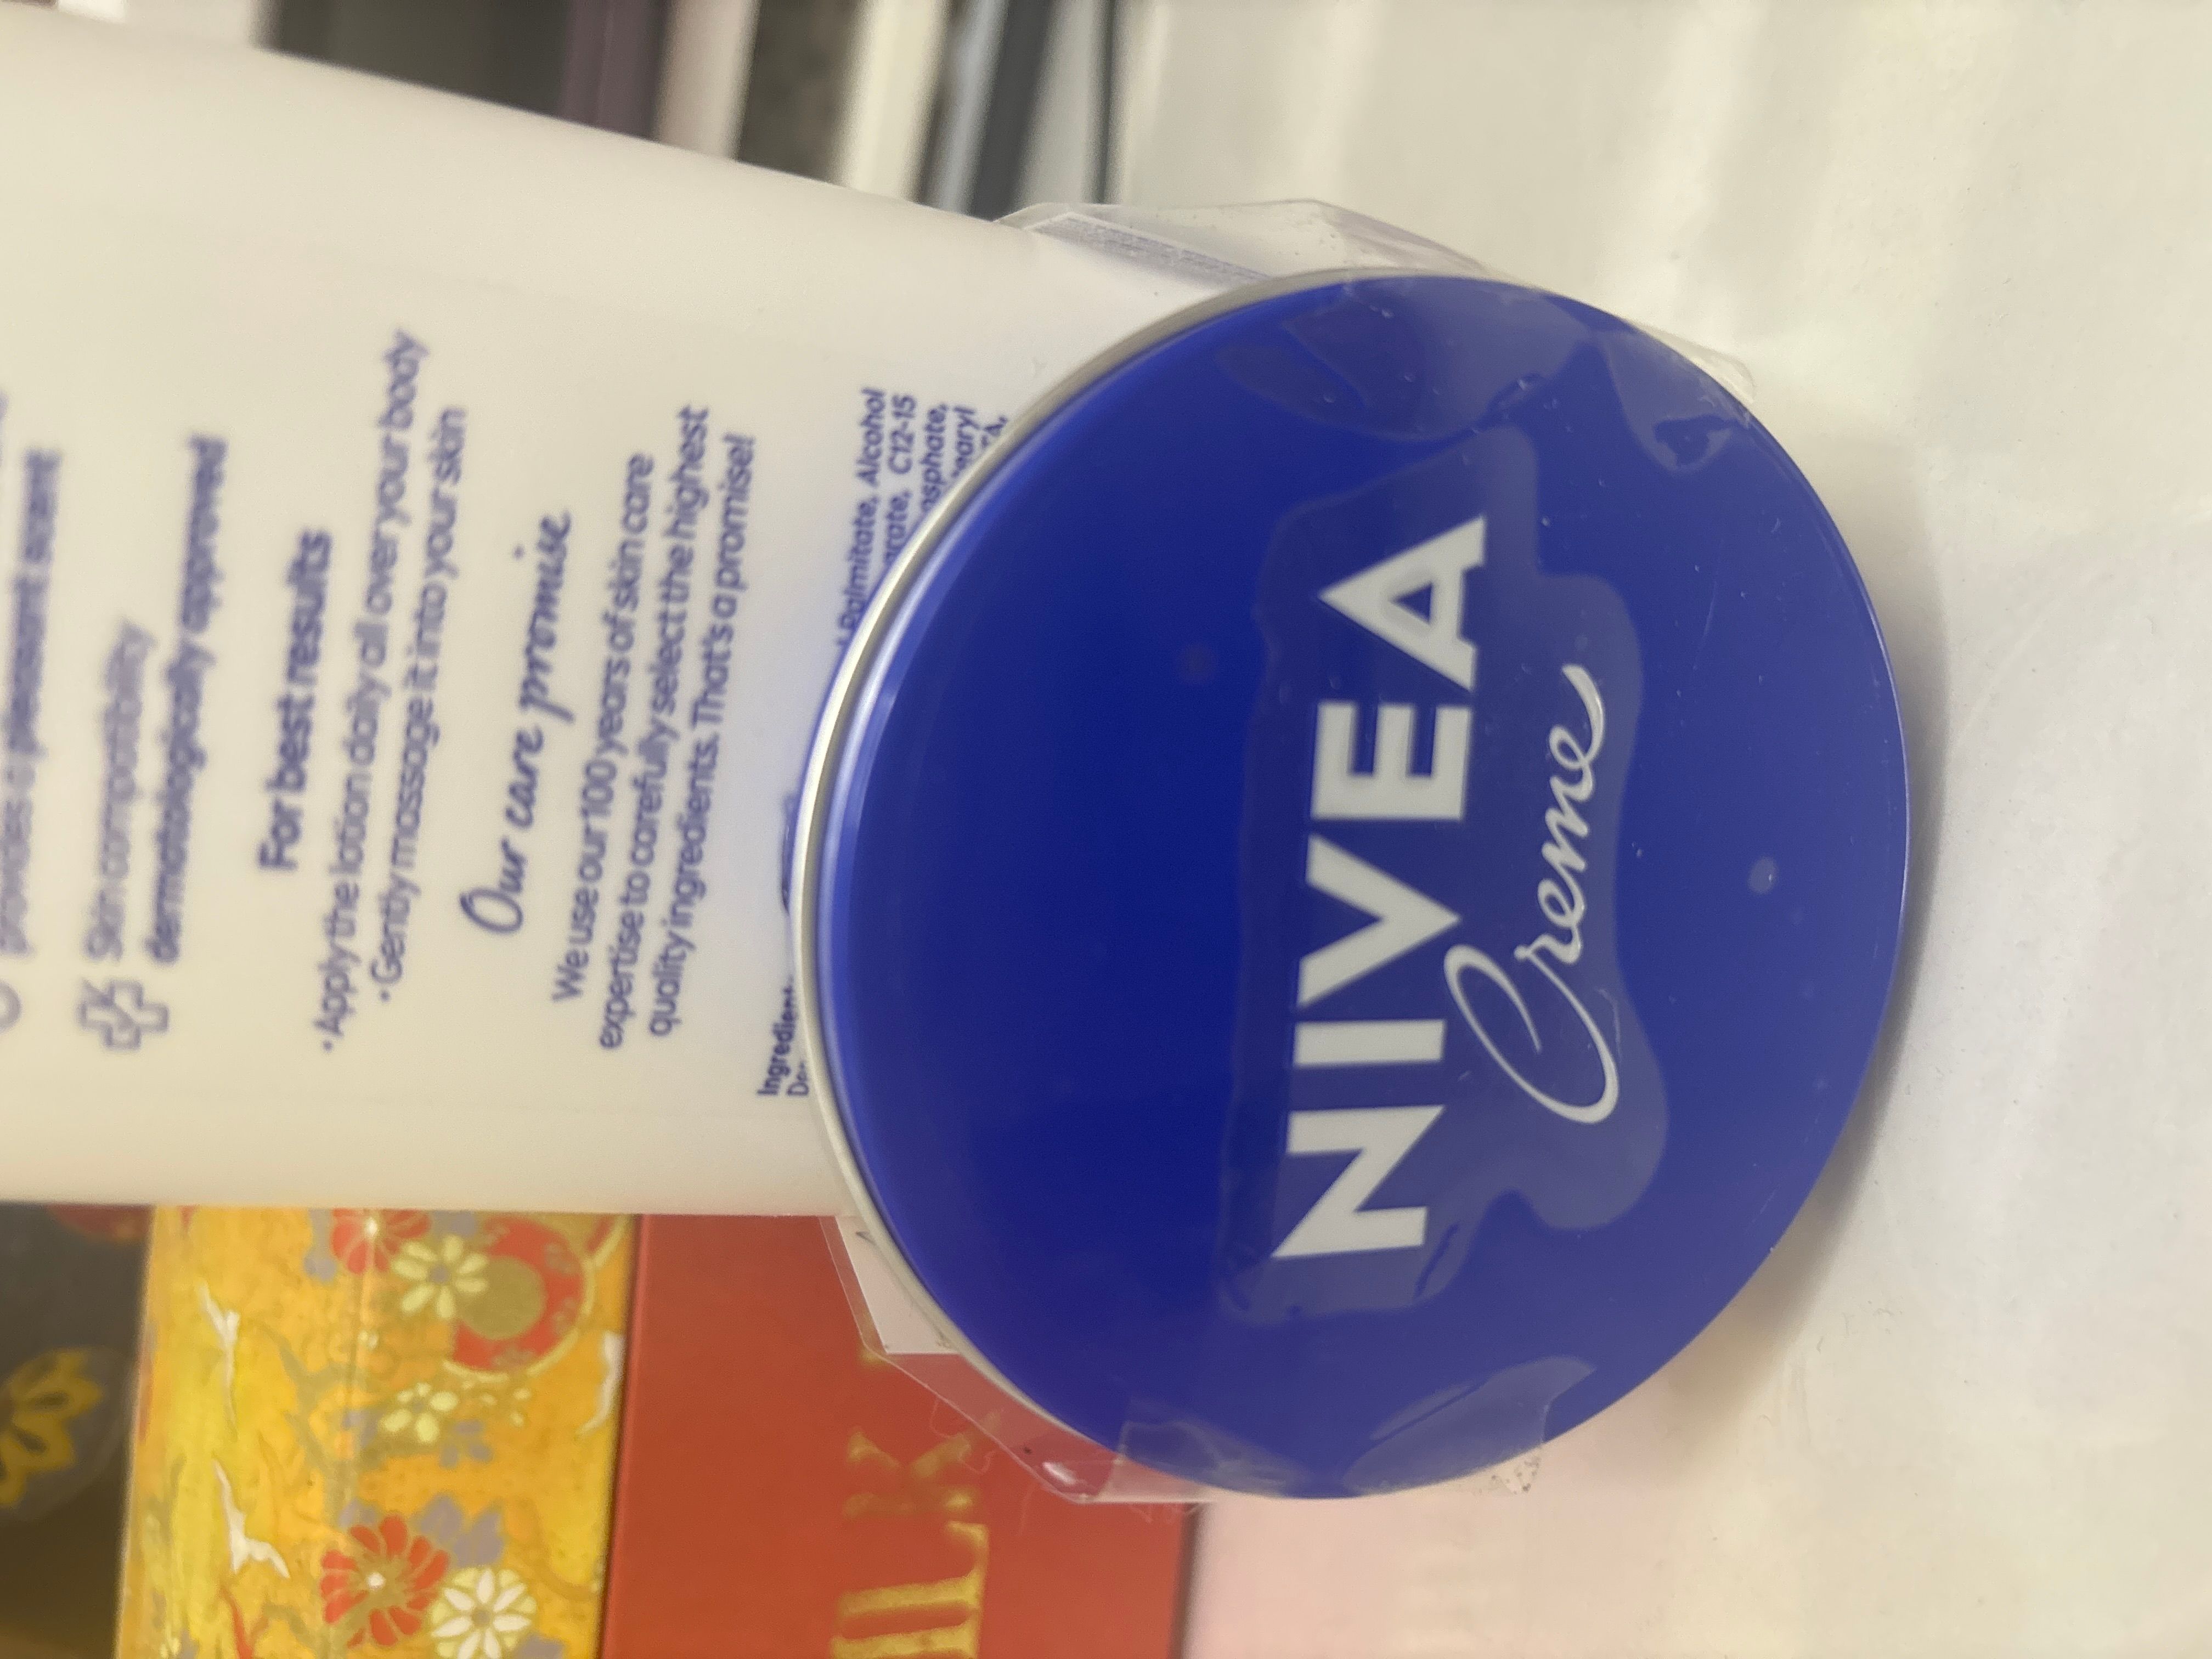 provides a pleasant scent
Skin compatibility
dermatologically approved
For best results
• Apply the lotion daily all over your body
• Gently massage it into your skin
Our care promise
We use our 100 years of skin care
expertise to carefully select the highest
quality ingredients. That's a promise!
Palmitate, Alcohol
C12-15
NIVEA
Creme